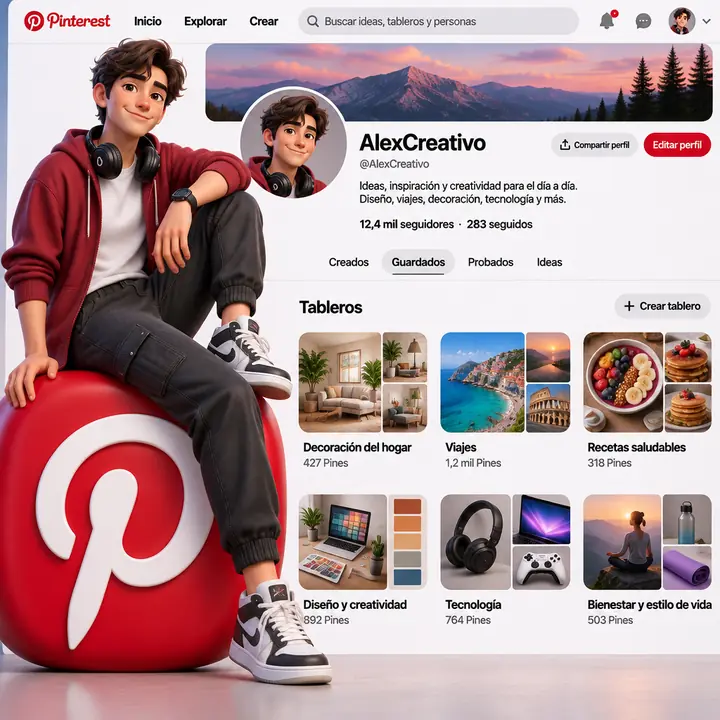 Pinterest
Inicio
Explorar
Crear
Buscar ideas, tableros y personas
AlexCreativo
@AlexCreativo
Compartir perfil
Editar perfil
Ideas, inspiración y creatividad para el día a día.
Diseño, viajes, decoración, tecnología y más.
12,4 mil seguidores · 283 seguidos
Creados
Guardados
Probados
Ideas
Tableros
+ Crear tablero
Decoración del hogar
427 Pines
Viajes
1,2 mil Pines
Recetas saludables
318 Pines
Diseño y creatividad
892 Pines
Tecnología
764 Pines
Bienestar y estilo de vida
503 Pines